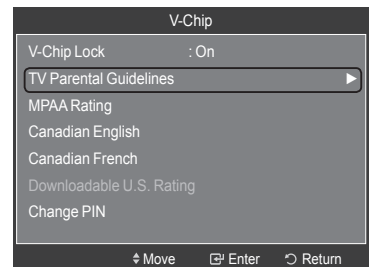 V-Chip
V-Chip Lock : On
TV Parental Guidelines
MPAA Rating
Canadian English
Canadian French
Downloadable U.S. Rating
Change PIN
Move Enter Return